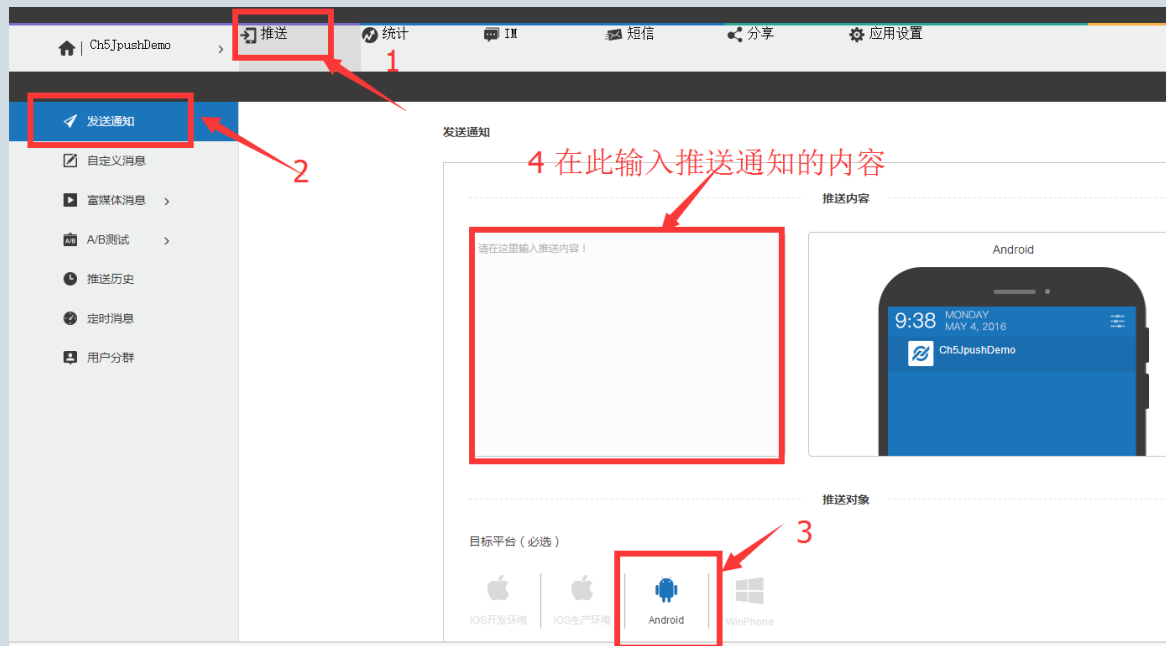 Ch5JpushDemo
推送
统计
IM
短信
分享
应用设置
1
发送通知
自定义消息
富媒体消息
A/B测试
推送历史
定时消息
用户分群
2
发送通知
4 在此输入推送通知的内容
推送内容
请在这里输入推送内容！
Android
9:38 MONDAY
MAY 4, 2016
Ch5JpushDemo
推送对象
3
目标平台（必选）
iOS开发环境
iOS生产环境
Android
WinPhone